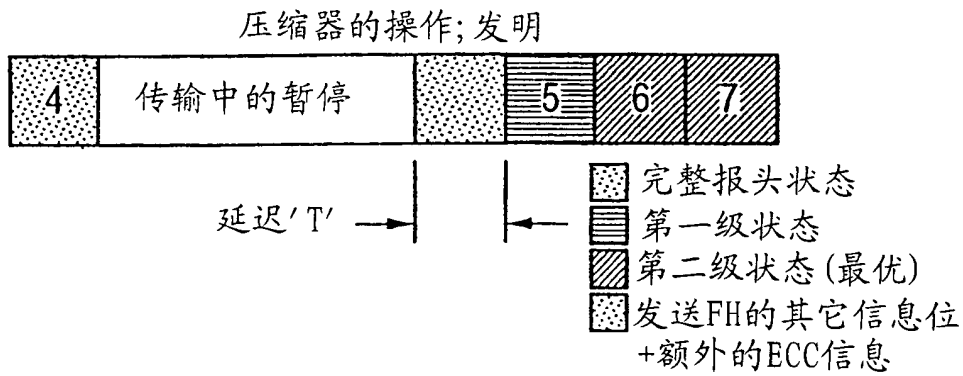 压缩器的操作;发明
4 传输中的暂停 5 6 7
延迟'T'
完整报头状态
第一级状态
第二级状态(最优)
发送FH的其它信息位
+额外的ECC信息